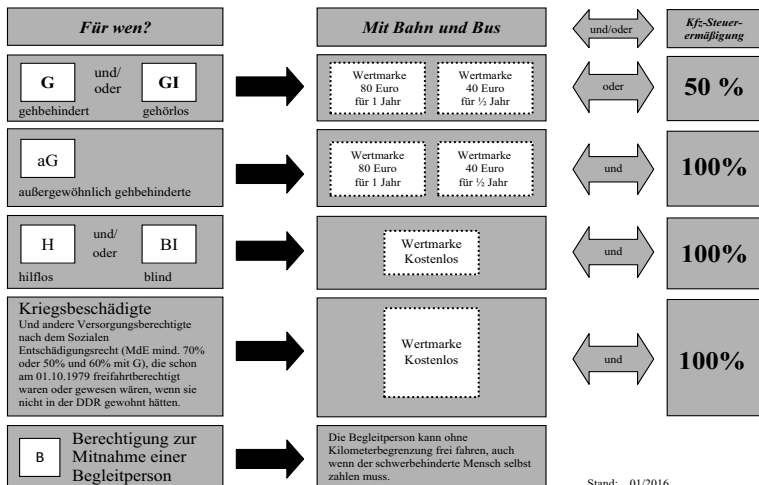 Für wen?
Mit Bahn und Bus
und/oder
Kfz-Steuer-
ermäßigung
G
und/
oder
GI
gehbehindert
gehörlos
Wertmarke
80 Euro
für 1 Jahr
Wertmarke
40 Euro
für ½ Jahr
oder
50 %
aG
außergewöhnlich gehbehinderte
Wertmarke
80 Euro
für 1 Jahr
Wertmarke
40 Euro
für ½ Jahr
und
100%
H
und/
oder
BI
hilflos
blind
Wertmarke
Kostenlos
und
100%
Kriegsbeschädigte
Und andere Versorgungsberechtigte
nach dem Sozialen
Entschädigungsrecht (MdE mind. 70%
oder 50% und 60% mit G), die schon
am 01.10.1979 freifahrtberechtigt
waren oder gewesen wären, wenn sie
nicht in der DDR gewohnt hätten.
Wertmarke
Kostenlos
und
100%
B
Berechtigung zur
Mitnahme einer
Begleitperson
Die Begleitperson kann ohne
Kilometerbegrenzung frei fahren, auch
wenn der schwerbehinderte Mensch selbst
zahlen muss.
Stand: 01/2016